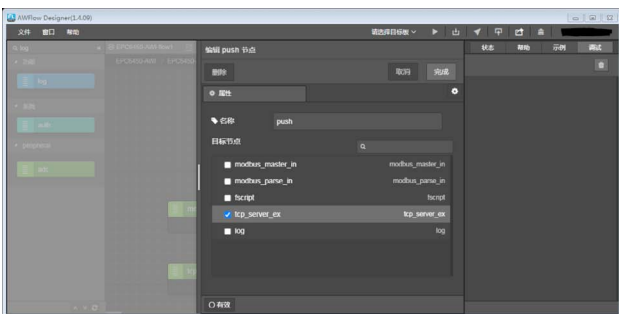 AWFlow Designer(1.4.09)
文件 窗口 帮助
请选择目标板
log
编辑 push 节点
状态 帮助 示例 调试
删除 取消 完成
log
属性
名称 push
目标节点
modbus_master_in modbus_master_in
modbus_parse_in modbus_parse_in
fscript fscript
tcp_server_ex tcp_server_ex
log log
有效